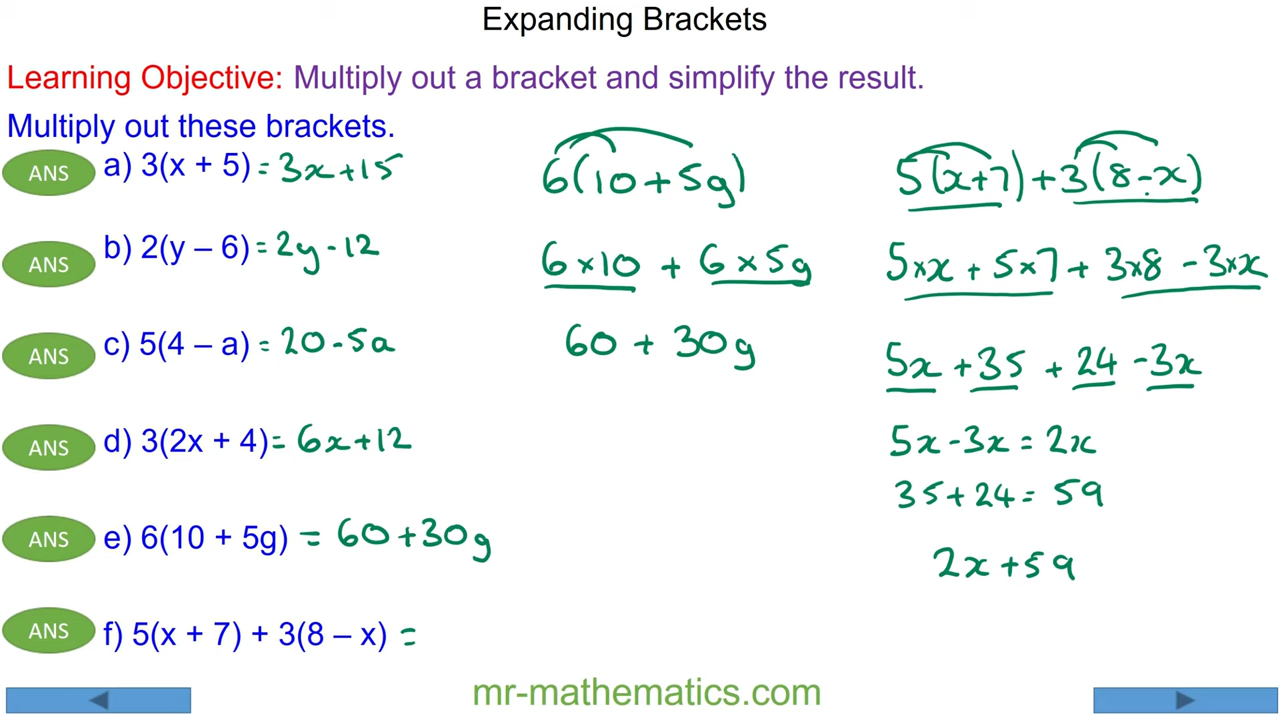 Expanding Brackets
Learning Objective: Multiply out a bracket and simplify the result.
Multiply out these brackets.
ANS a) 3(x + 5) = 3x+15
ANS b) 2(y – 6) = 2y - 12
ANS c) 5(4 – a) = 20 - 5a
ANS d) 3(2x + 4) = 6x+12
ANS e) 6(10 + 5g) = 60+30g
ANS f) 5(x + 7) + 3(8 – x) =
6(10+5g)
6×10 + 6×5g
60 + 30g
5(x+7)+3(8-x)
5×x + 5×7 + 3×8 - 3×x
5x +35 + 24 -3x
5x -3x = 2x
35+24 = 59
2x +59
mr-mathematics.com